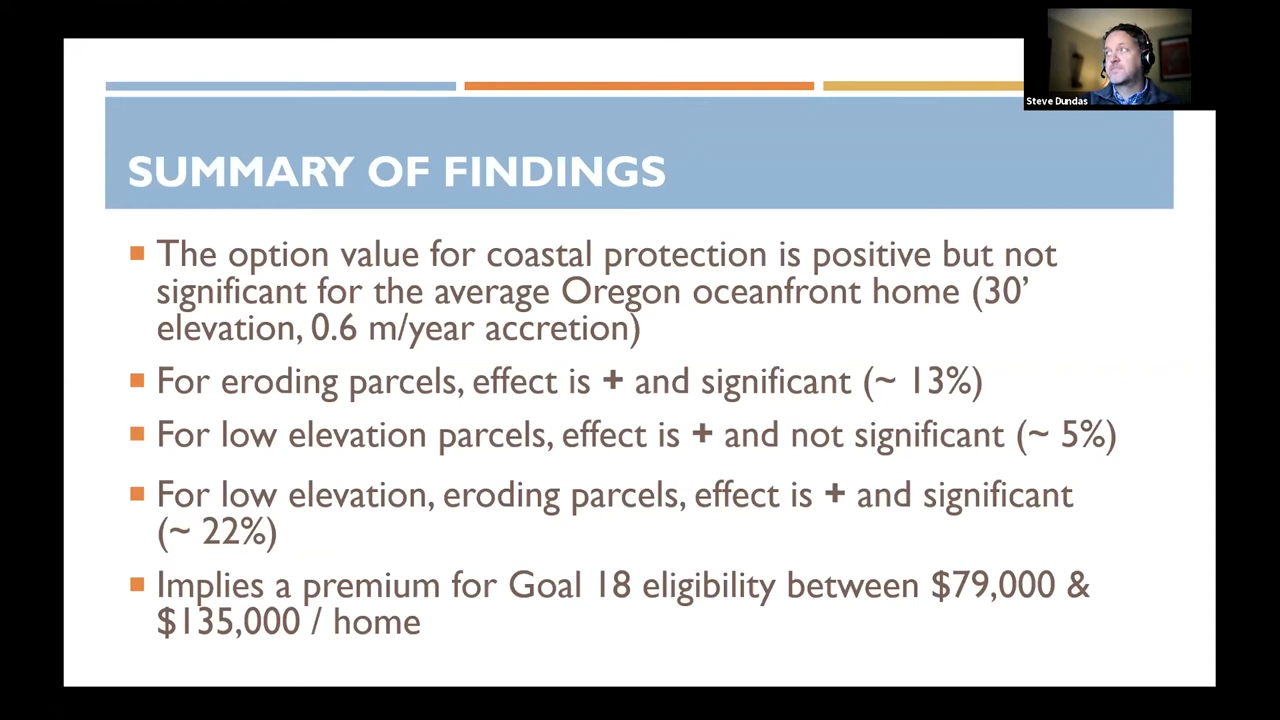 Steve Dundas
SUMMARY OF FINDINGS
▪ The option value for coastal protection is positive but not
significant for the average Oregon oceanfront home (30’
elevation, 0.6 m/year accretion)
▪ For eroding parcels, effect is + and significant (~ 13%)
▪ For low elevation parcels, effect is + and not significant (~ 5%)
▪ For low elevation, eroding parcels, effect is + and significant
(~ 22%)
▪ Implies a premium for Goal 18 eligibility between $79,000 &
$135,000 / home